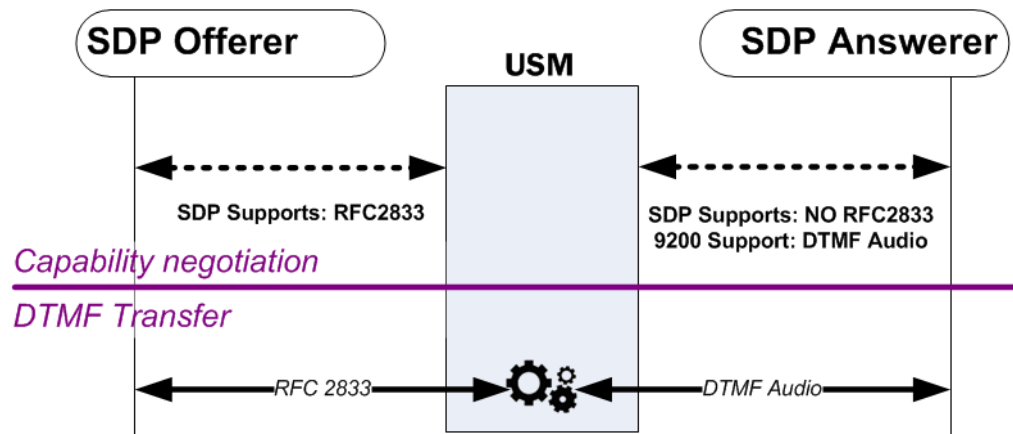 SDP Offerer
USM
SDP Answerer
SDP Supports: RFC2833
SDP Supports: NO RFC2833
9200 Support: DTMF Audio
Capability negotiation
DTMF Transfer
RFC 2833
DTMF Audio